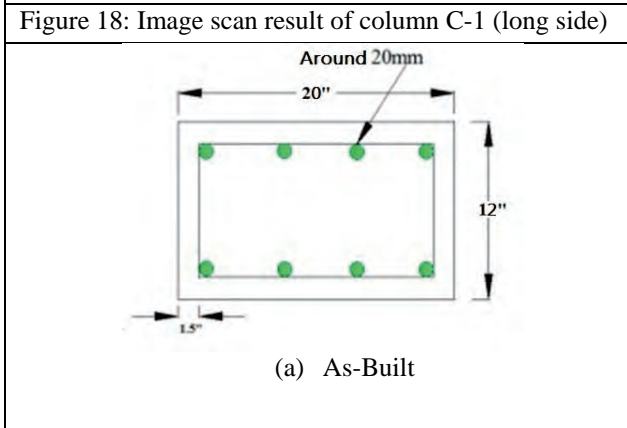 Figure 18: Image scan result of column C-1 (long side)
Around 20mm
20"
12"
1.5"
(a) As-Built